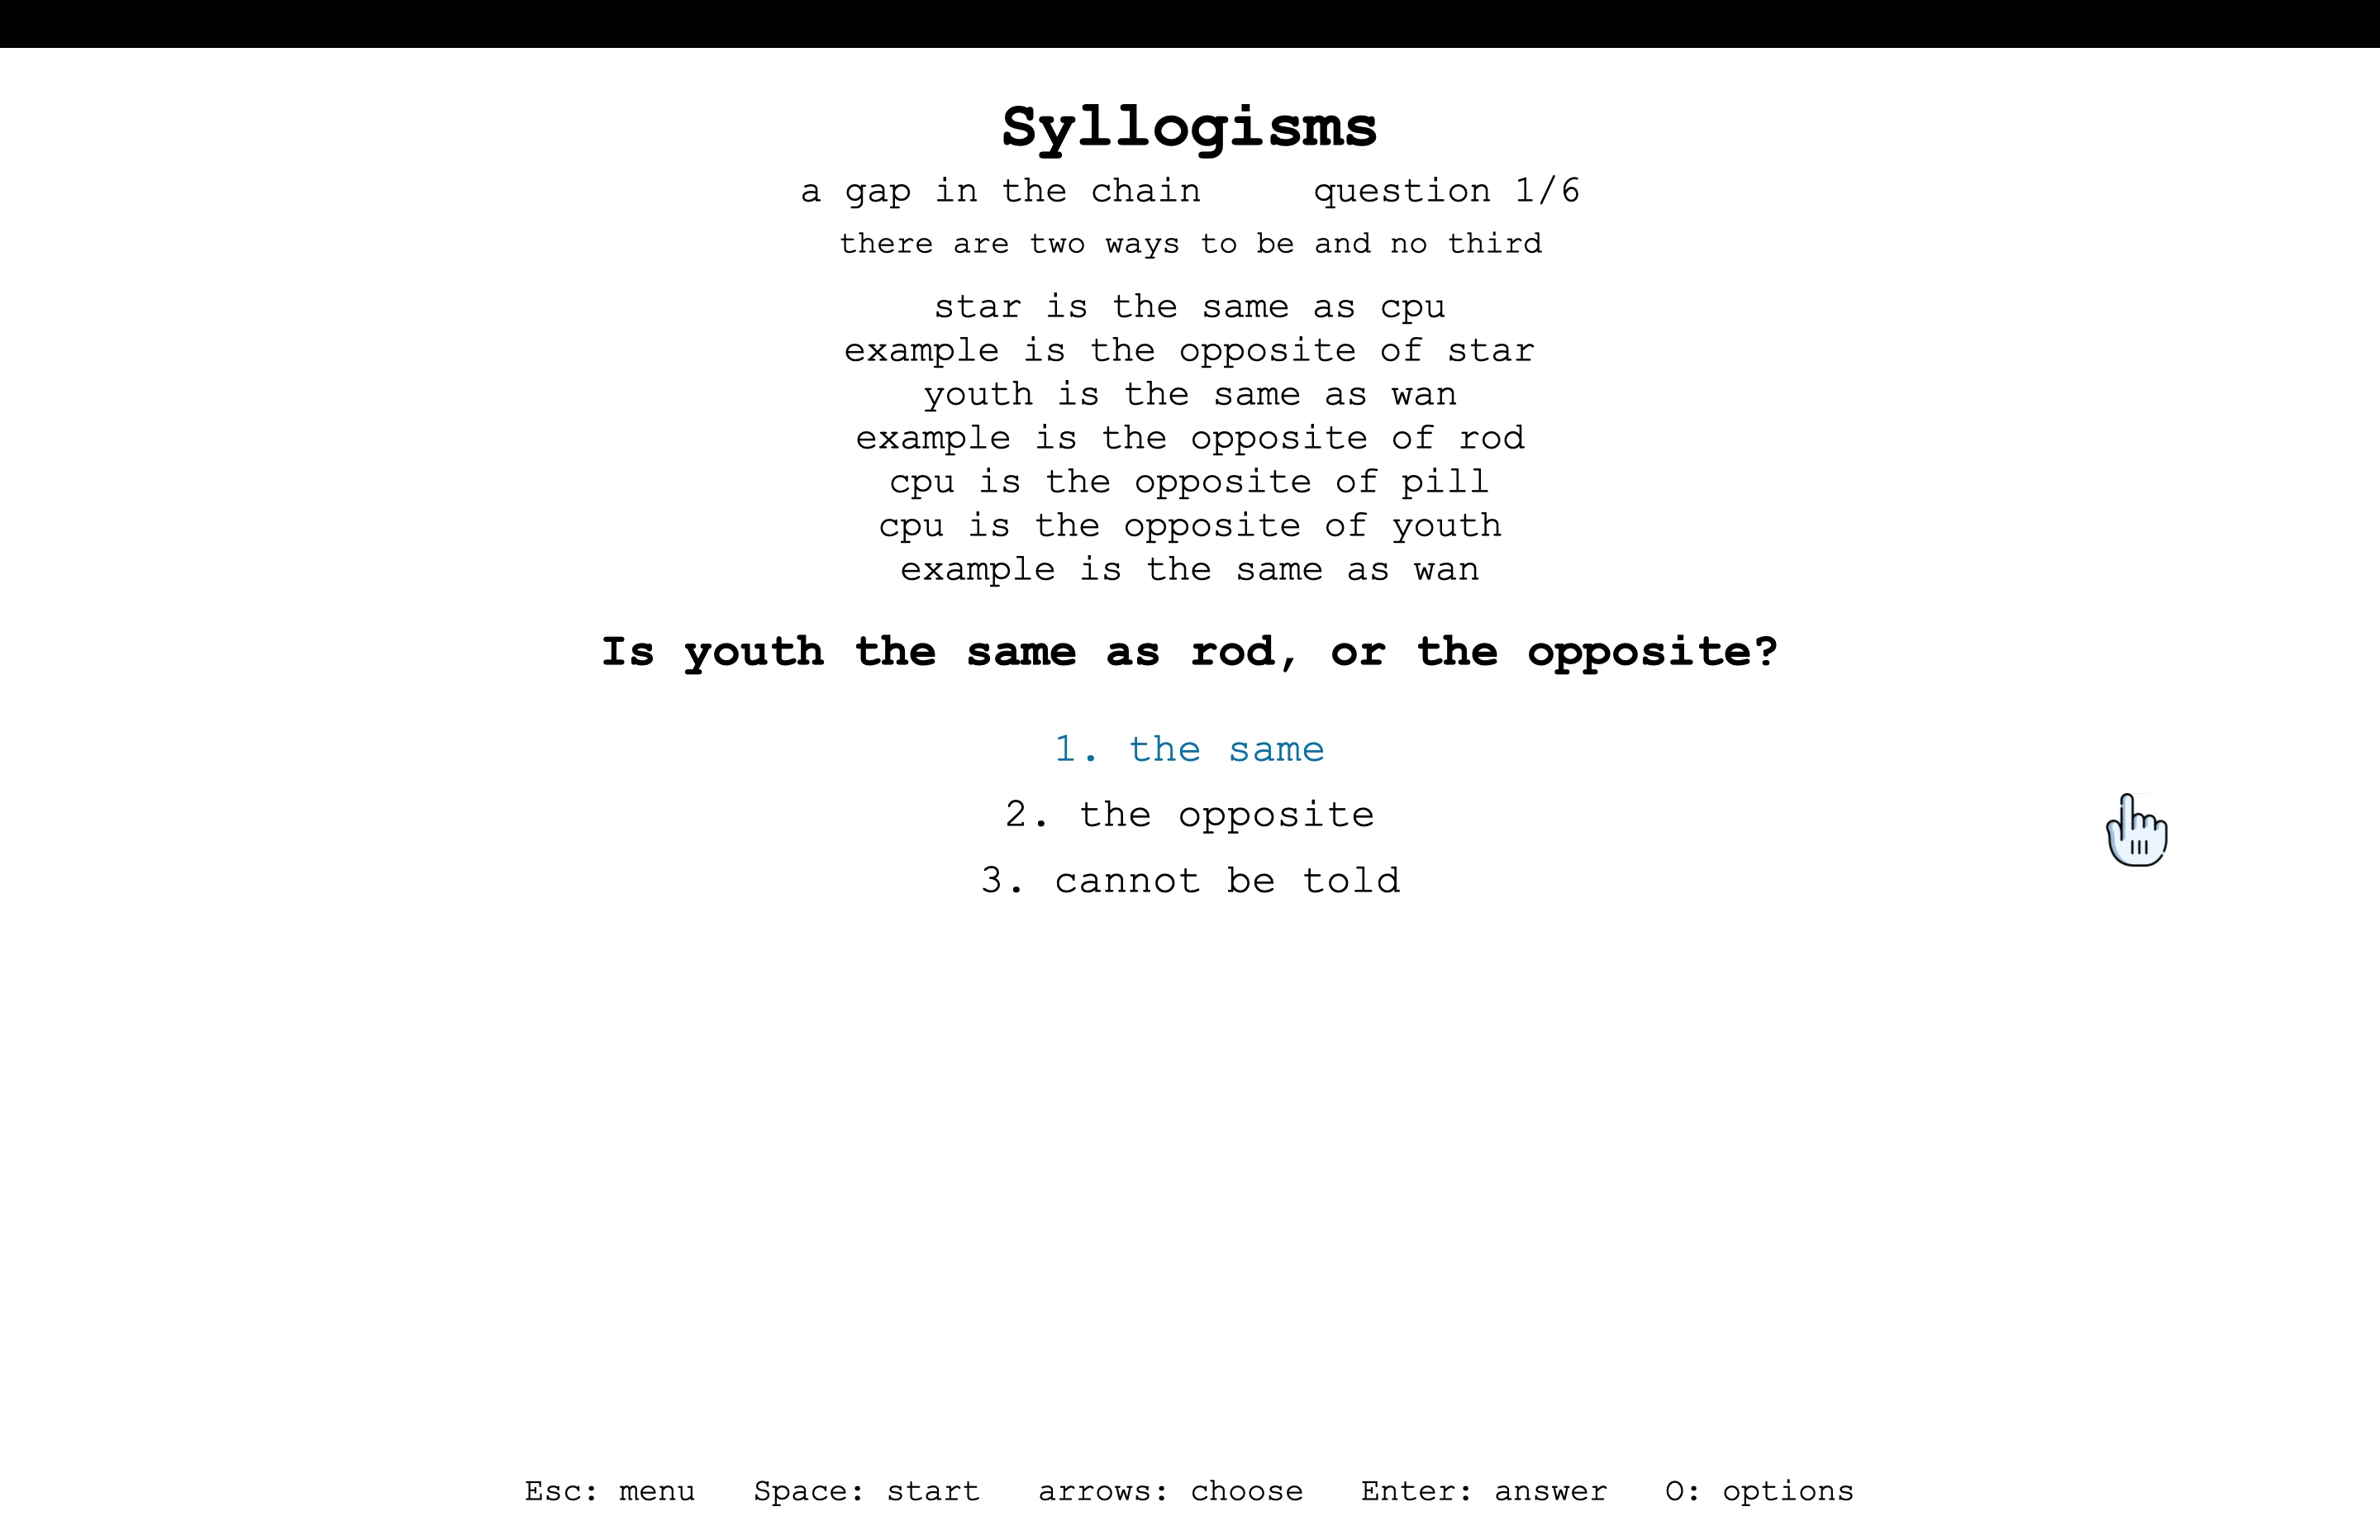 Syllogisms
a gap in the chain question 1/6
there are two ways to be and no third
star is the same as cpu
example is the opposite of star
youth is the same as wan
example is the opposite of rod
cpu is the opposite of pill
cpu is the opposite of youth
example is the same as wan
Is youth the same as rod, or the opposite?
1. the same
2. the opposite
3. cannot be told
Esc: menu Space: start arrows: choose Enter: answer O: options